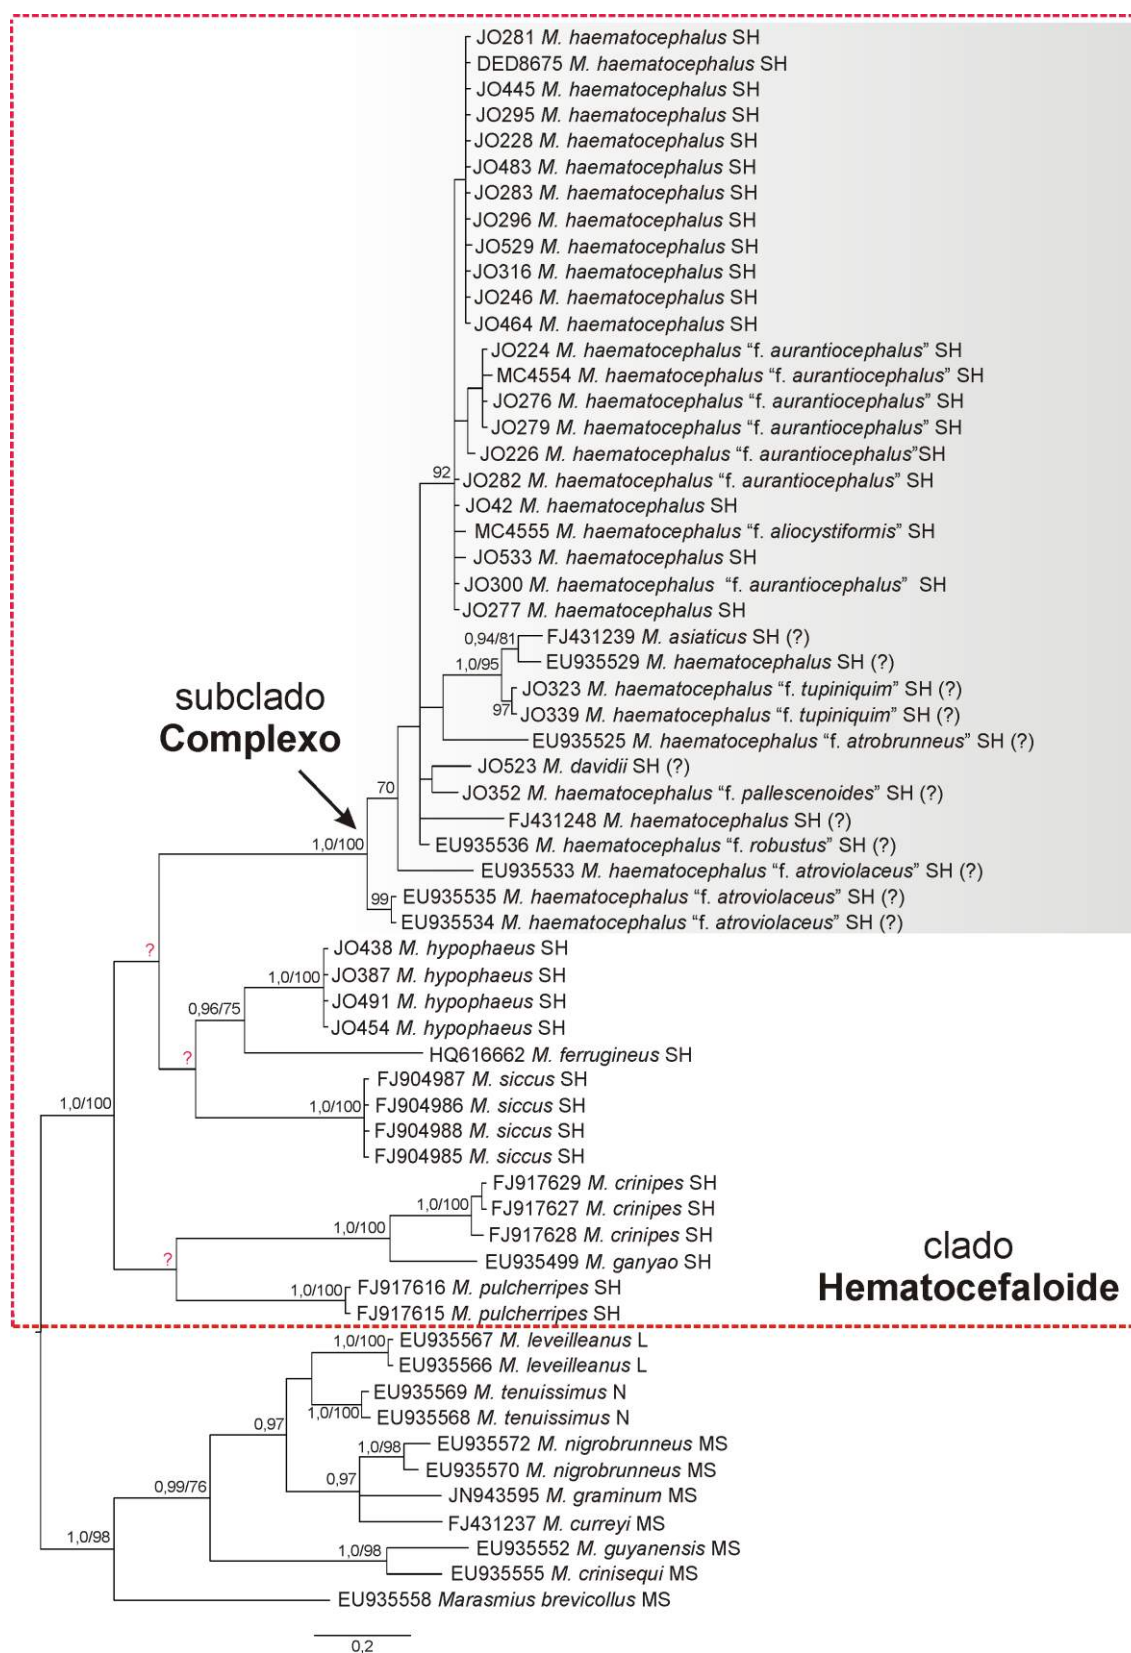 JO281 M. haematocephalus SH
DED8675 M. haematocephalus SH
JO445 M. haematocephalus SH
JO295 M. haematocephalus SH
JO228 M. haematocephalus SH
JO483 M. haematocephalus SH
JO283 M. haematocephalus SH
JO296 M. haematocephalus SH
JO529 M. haematocephalus SH
JO316 M. haematocephalus SH
JO246 M. haematocephalus SH
JO464 M. haematocephalus SH
JO224 M. haematocephalus “f. aurantiocephalus” SH
MC4554 M. haematocephalus “f. aurantiocephalus” SH
JO276 M. haematocephalus “f. aurantiocephalus” SH
JO279 M. haematocephalus “f. aurantiocephalus” SH
JO226 M. haematocephalus “f. aurantiocephalus”SH
92
JO282 M. haematocephalus “f. aurantiocephalus” SH
JO42 M. haematocephalus SH
MC4555 M. haematocephalus “f. aliocystiformis” SH
JO533 M. haematocephalus SH
JO300 M. haematocephalus “f. aurantiocephalus” SH
JO277 M. haematocephalus SH
0,94/81
FJ431239 M. asiaticus SH (?)
1,0/95
EU935529 M. haematocephalus SH (?)
JO323 M. haematocephalus “f. tupiniquim” SH (?)
97
JO339 M. haematocephalus “f. tupiniquim” SH (?)
EU935525 M. haematocephalus “f. atrobrunneus” SH (?)
subclado
Complexo
JO523 M. davidii SH (?)
70
JO352 M. haematocephalus “f. pallescenoides” SH (?)
FJ431248 M. haematocephalus SH (?)
1,0/100
EU935536 M. haematocephalus “f. robustus” SH (?)
EU935533 M. haematocephalus “f. atroviolaceus” SH (?)
99
EU935535 M. haematocephalus “f. atroviolaceus” SH (?)
EU935534 M. haematocephalus “f. atroviolaceus” SH (?)
?
JO438 M. hypophaeus SH
1,0/100
JO387 M. hypophaeus SH
JO491 M. hypophaeus SH
0,96/75
JO454 M. hypophaeus SH
?
HQ616662 M. ferrugineus SH
FJ904987 M. siccus SH
1,0/100
1,0/100
FJ904986 M. siccus SH
FJ904988 M. siccus SH
FJ904985 M. siccus SH
FJ917629 M. crinipes SH
1,0/100
FJ917627 M. crinipes SH
1,0/100
FJ917628 M. crinipes SH
?
EU935499 M. ganyao SH
clado
Hematocefaloide
1,0/100
FJ917616 M. pulcherripes SH
FJ917615 M. pulcherripes SH
1,0/100
EU935567 M. leveilleanus L
EU935566 M. leveilleanus L
EU935569 M. tenuissimus N
1,0/100
EU935568 M. tenuissimus N
0,97
1,0/98
EU935572 M. nigrobrunneus MS
EU935570 M. nigrobrunneus MS
0,97
0,99/76
JN943595 M. graminum MS
FJ431237 M. curreyi MS
1,0/98
1,0/98
EU935552 M. guyanensis MS
EU935555 M. crinisequi MS
EU935558 Marasmius brevicollus MS
0,2